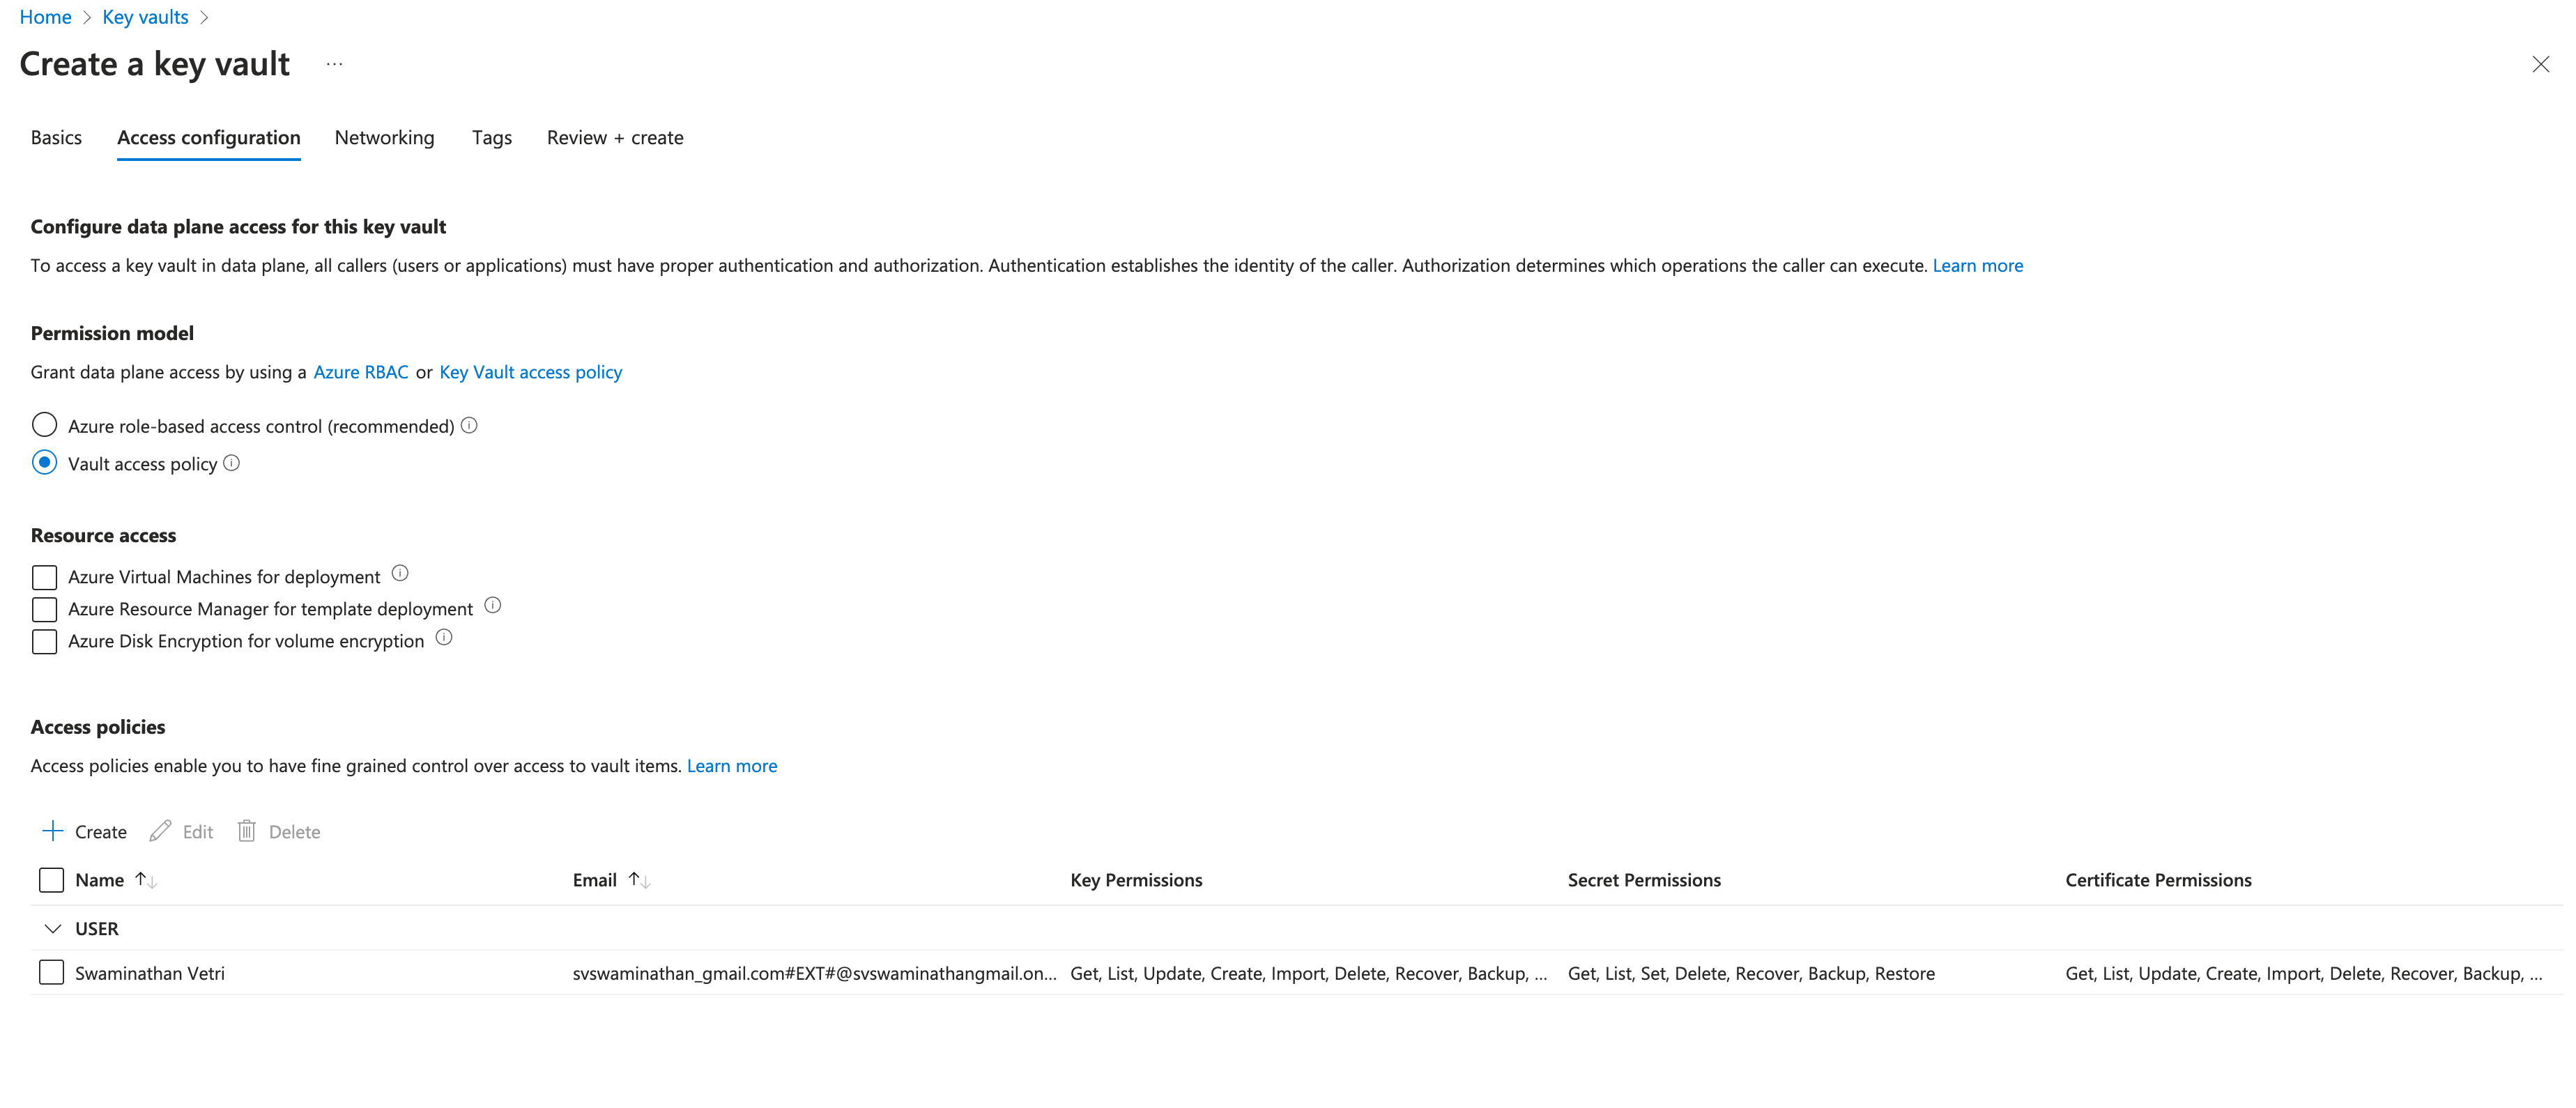 Home > Key vaults >
Create a key vault ...
Basics Access configuration Networking Tags Review + create
Configure data plane access for this key vault
To access a key vault in data plane, all callers (users or applications) must have proper authentication and authorization. Authentication establishes the identity of the caller. Authorization determines which operations the caller can execute. Learn more
Permission model
Grant data plane access by using a Azure RBAC or Key Vault access policy
Azure role-based access control (recommended)
Vault access policy
Resource access
Azure Virtual Machines for deployment
Azure Resource Manager for template deployment
Azure Disk Encryption for volume encryption
Access policies
Access policies enable you to have fine grained control over access to vault items. Learn more
Create Edit Delete
Name Email Key Permissions Secret Permissions Certificate Permissions
USER
Swaminathan Vetri svswaminathan_gmail.com#EXT#@svswaminathangmail.on... Get, List, Update, Create, Import, Delete, Recover, Backup, ... Get, List, Set, Delete, Recover, Backup, Restore Get, List, Update, Create, Import, Delete, Recover, Backup, ...